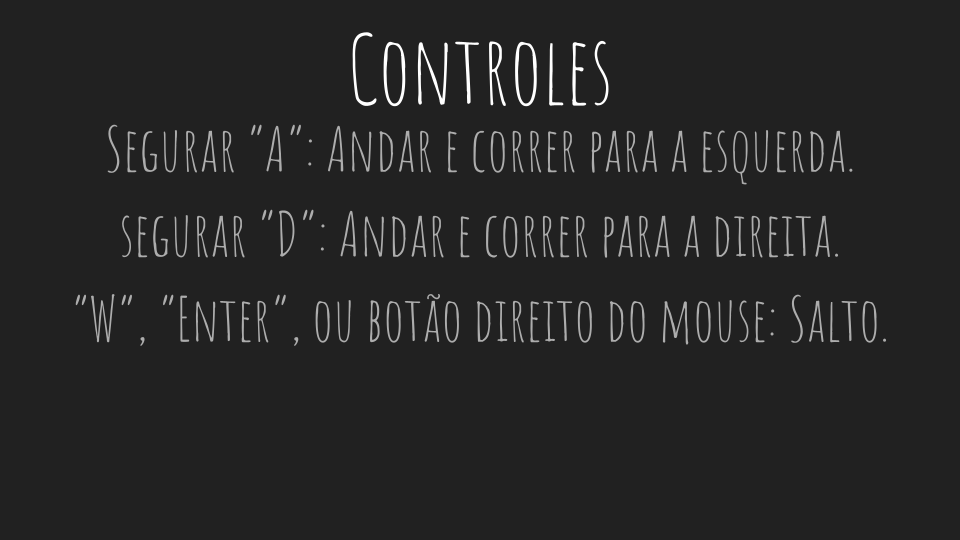 Controles
Segurar "A": Andar e correr para a esquerda.
segurar "D": Andar e correr para a direita.
"W", "Enter", ou botão direito do mouse: Salto.